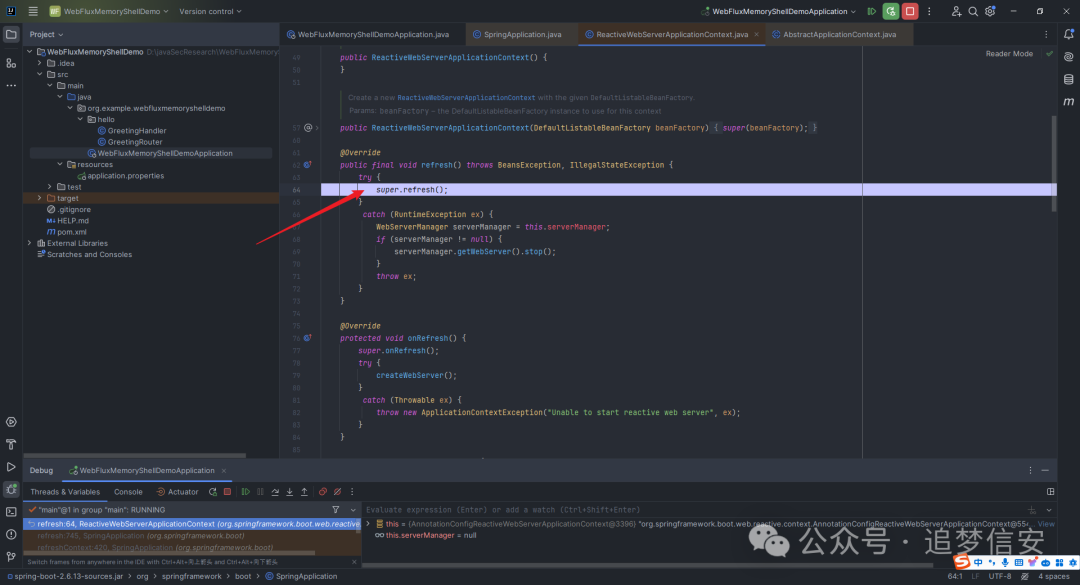 WF WebFluxMemoryShellDemo Version control WebFluxMemoryShellDemoApplication
Project
WebFluxMemoryShellDemo D:\javaSecResearch\WebFluxMemory
.idea
src
main
java
org.example.webfluxmemoryshelldemo
hello
GreetingHandler
GreetingRouter
WebFluxMemoryShellDemoApplication
resources
application.properties
test
target
.gitignore
HELP.md
pom.xml
External Libraries
Scratches and Consoles
WebFluxMemoryShellDemoApplication.java SpringApplication.java ReactiveWebServerApplicationContext.java AbstractApplicationContext.java
Reader Mode
public ReactiveWebServerApplicationContext() {
}
Create a new ReactiveWebServerApplicationContext with the given DefaultListableBeanFactory.
Params: beanFactory – the DefaultListableBeanFactory instance to use for this context
57 public ReactiveWebServerApplicationContext(DefaultListableBeanFactory beanFactory) { super(beanFactory); }
61 @Override
62 public final void refresh() throws BeansException, IllegalStateException {
63 try {
64 super.refresh();
}
catch (RuntimeException ex) {
WebServerManager serverManager = this.serverManager;
68 if (serverManager != null) {
69 serverManager.getWebServer().stop();
70 }
71 throw ex;
72 }
73 }
74
75 @Override
76 protected void onRefresh() {
77 super.onRefresh();
78 try {
79 createWebServer();
80 }
81 catch (Throwable ex) {
82 throw new ApplicationContextException("Unable to start reactive web server", ex);
83 }
84 }
85
Debug WebFluxMemoryShellDemoApplication
Threads & Variables Console Actuator
"main"@1 in group "main": RUNNING
refresh:64, ReactiveWebServerApplicationContext (org.springframework.boot.web.reactive
refresh:745, SpringApplication (org.springframework.boot)
refreshContext:420, SpringApplication (org.springframework.boot)
Switch frames from anywhere in the IDE with Ctrl+Alt+向上箭头 and Ctrl+Alt+向下箭头
Evaluate expression (Enter) or add a watch (Ctrl+Shift+Enter)
this = {AnnotationConfigReactiveWebServerApplicationContext@3396} "org.springframework.boot.web.reactive.context.AnnotationConfigReactiveWebServerApplicationContext@55 View
this.serverManager = null
公众号 · 追梦信安
中
spring-boot-2.6.13-sources.jar org springframework boot SpringApplication
64:1 LF UTF-8 4 spaces